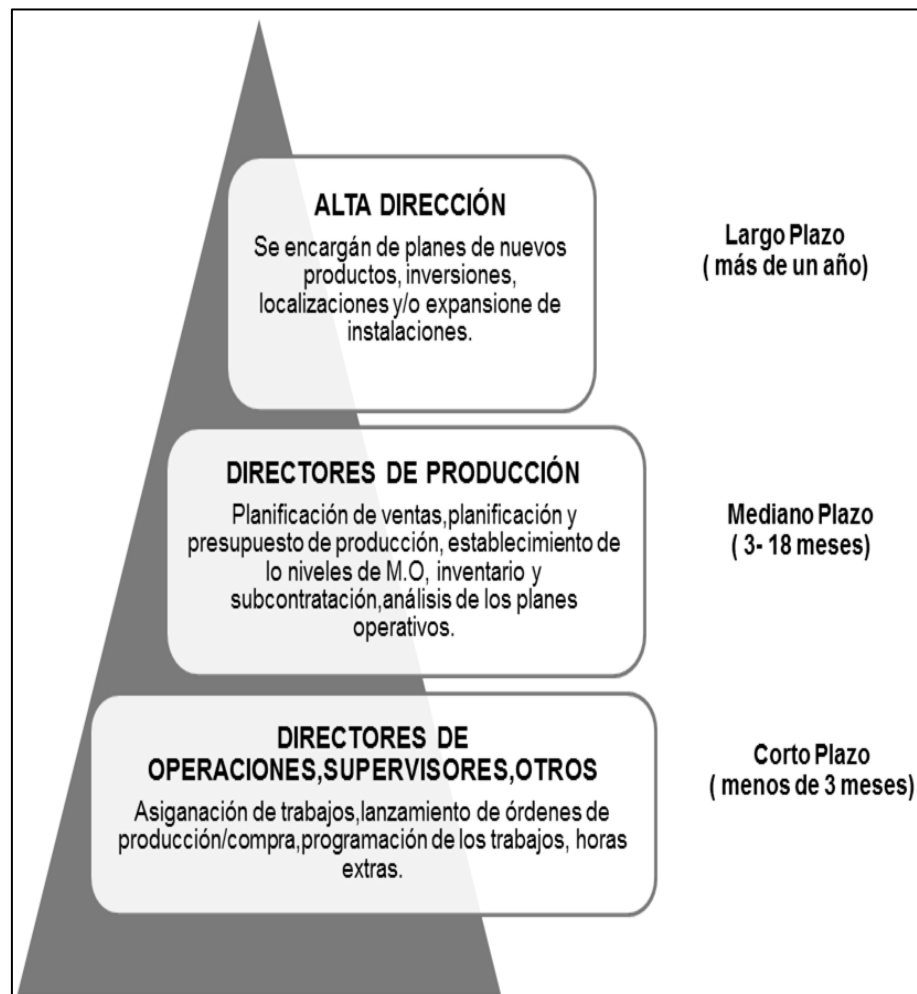 ALTA DIRECCIÓN
Se encargán de planes de nuevos
productos, inversiones,
localizaciones y/o expansione de
instalaciones.
Largo Plazo
( más de un año)
DIRECTORES DE PRODUCCIÓN
Planificación de ventas,planificación y
presupuesto de producción, establecimiento de
lo niveles de M.O, inventario y
subcontratación,análisis de los planes
operativos.
Mediano Plazo
( 3- 18 meses)
DIRECTORES DE
OPERACIONES,SUPERVISORES,OTROS
Asiganación de trabajos,lanzamiento de órdenes de
producción/compra,programación de los trabajos, horas
extras.
Corto Plazo
( menos de 3 meses)